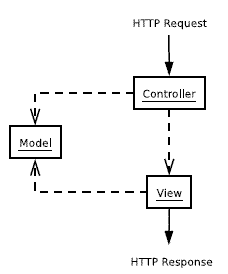 HTTP Request
Controller
Model
View
HTTP Response